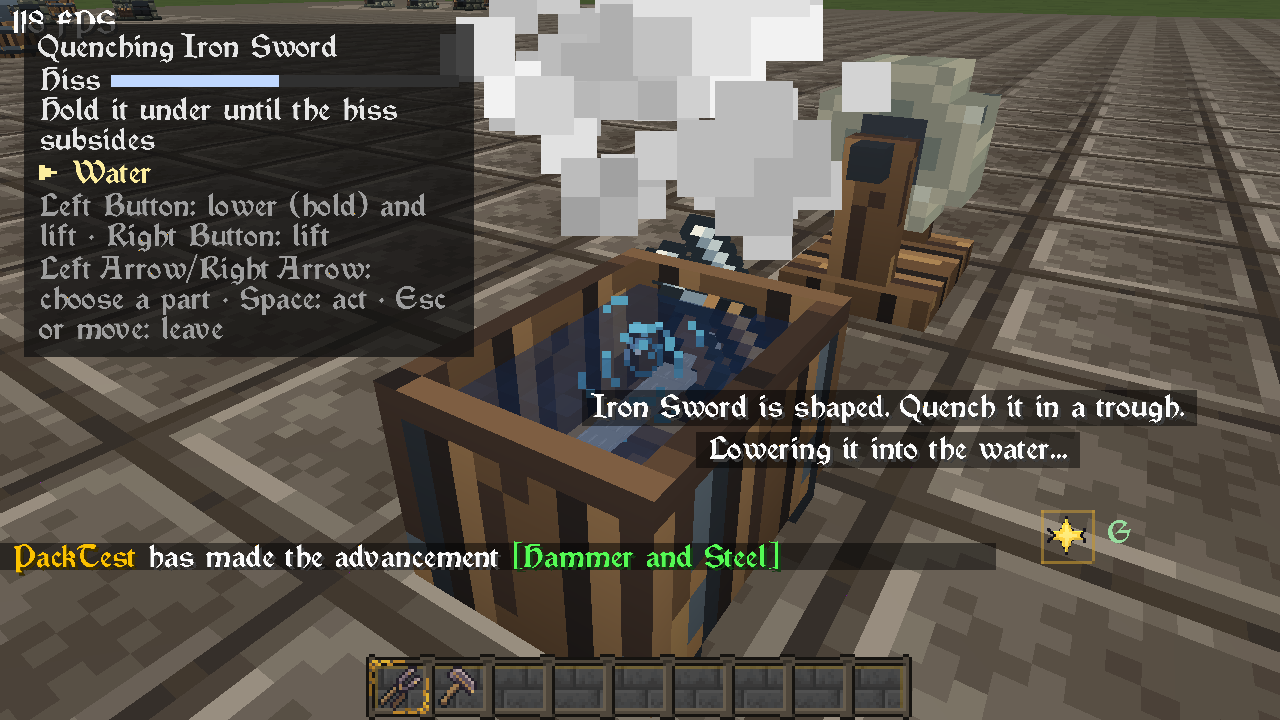 118 FPS
Quenching Iron Sword
Hiss
Hold it under until the hiss
subsides
Water
Left Button: lower (hold) and
lift · Right Button: lift
Left Arrow/Right Arrow:
choose a part · Space: act · Esc
or move: leave
Iron Sword is shaped. Quench it in a trough.
Lowering it into the water...
G
PackTest has made the advancement [Hammer and Steel]